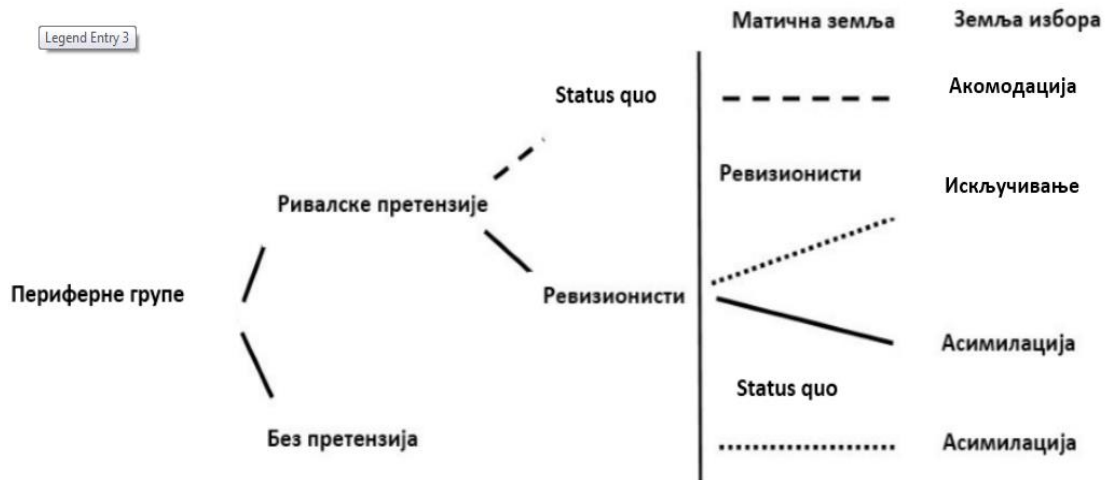 Legend Entry 3
Матична земља
Земља избора
Status quo
Акомодација
Ревизионисти
Искључивање
Ривалске претензије
Периферне групе
Ревизионисти
Асимилација
Status quo
Без претензија
Асимилација